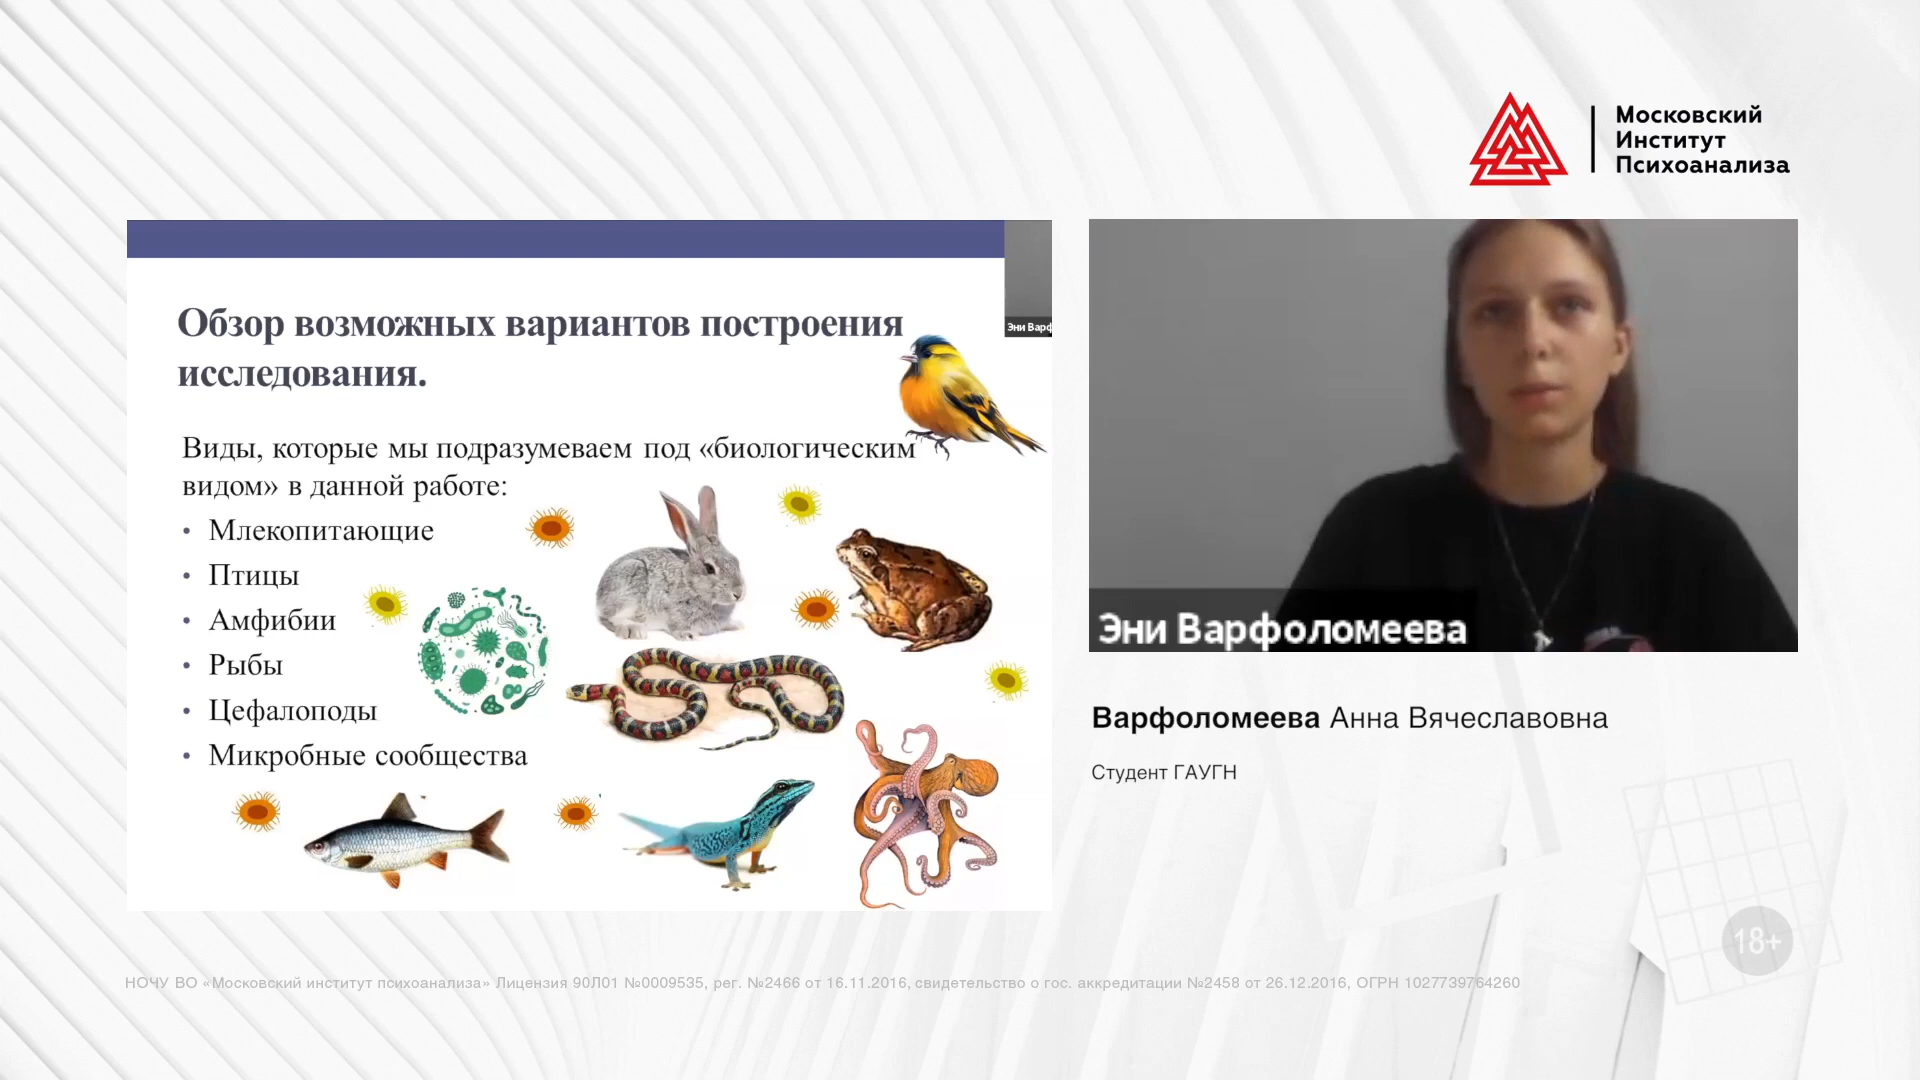 Московский
Институт
Психоанализа
Эни Варф
Обзор возможных вариантов построения
исследования.
Виды, которые мы подразумеваем под «биологическим
видом» в данной работе:
• Млекопитающие
• Птицы
• Амфибии
• Рыбы
• Цефалоподы
• Микробные сообщества
Эни Варфоломеева
Варфоломеева Анна Вячеславовна
Студент ГАУГН
18+
НОЧУ ВО «Московский институт психоанализа» Лицензия 90Л01 №0009535, рег. №2466 от 16.11.2016, свидетельство о гос. аккредитации №2458 от 26.12.2016, ОГРН 1027739764260